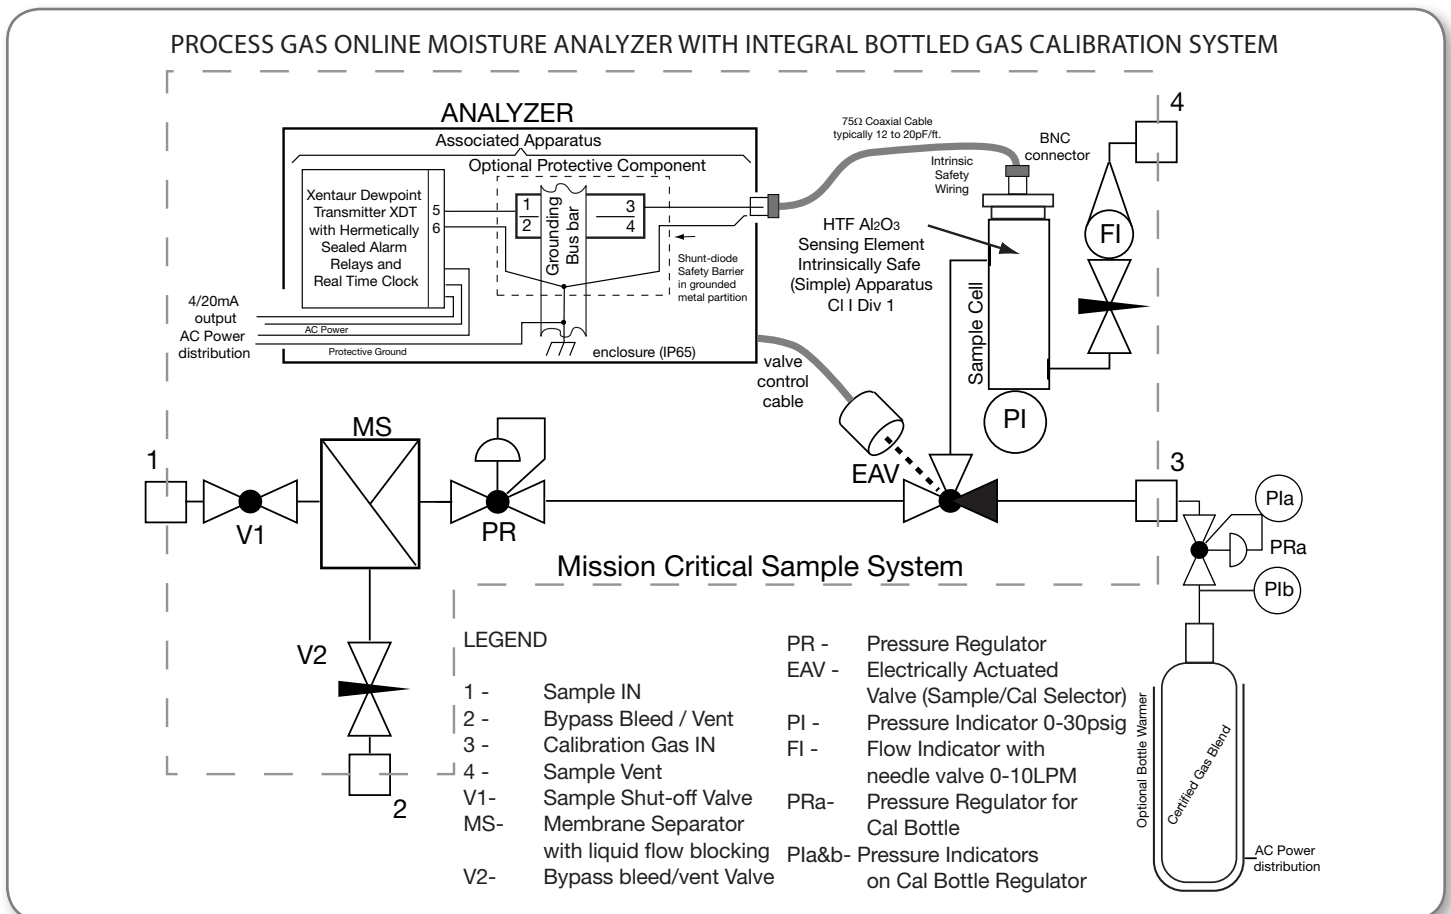 PROCESS GAS ONLINE MOISTURE ANALYZER WITH INTEGRAL BOTTLED GAS CALIBRATION SYSTEM
ANALYZER
Associated Apparatus
Optional Protective Component
Xentaur Dewpoint
Transmitter XDT
with Hermetically
Sealed Alarm
Relays and
Real Time Clock
5
6
1
2
Grounding
Bus bar
3
4
Shunt-diode
Safety Barrier
in grounded
metal partition
4/20mA
output
AC Power
distribution
AC Power
Protective Ground
enclosure (IP65)
75Ω Coaxial Cable
typically 12 to 20pF/ft.
BNC
connector
Intrinsic
Safety
Wiring
HTF Al2O3
Sensing Element
Intrinsically Safe
(Simple) Apparatus
Cl I Div 1
Sample Cell
PI
FI
4
valve
control
cable
EAV
MS
1
V1
PR
3
PIa
PRa
PIb
Mission Critical Sample System
V2
2
LEGEND
1 - Sample IN
2 - Bypass Bleed / Vent
3 - Calibration Gas IN
4 - Sample Vent
V1- Sample Shut-off Valve
MS- Membrane Separator
with liquid flow blocking
V2- Bypass bleed/vent Valve
PR - Pressure Regulator
EAV - Electrically Actuated
Valve (Sample/Cal Selector)
PI - Pressure Indicator 0-30psig
FI - Flow Indicator with
needle valve 0-10LPM
PRa- Pressure Regulator for
Cal Bottle
PIa&b- Pressure Indicators
on Cal Bottle Regulator
Optional Bottle Warmer
Certified Gas Blend
AC Power
distribution